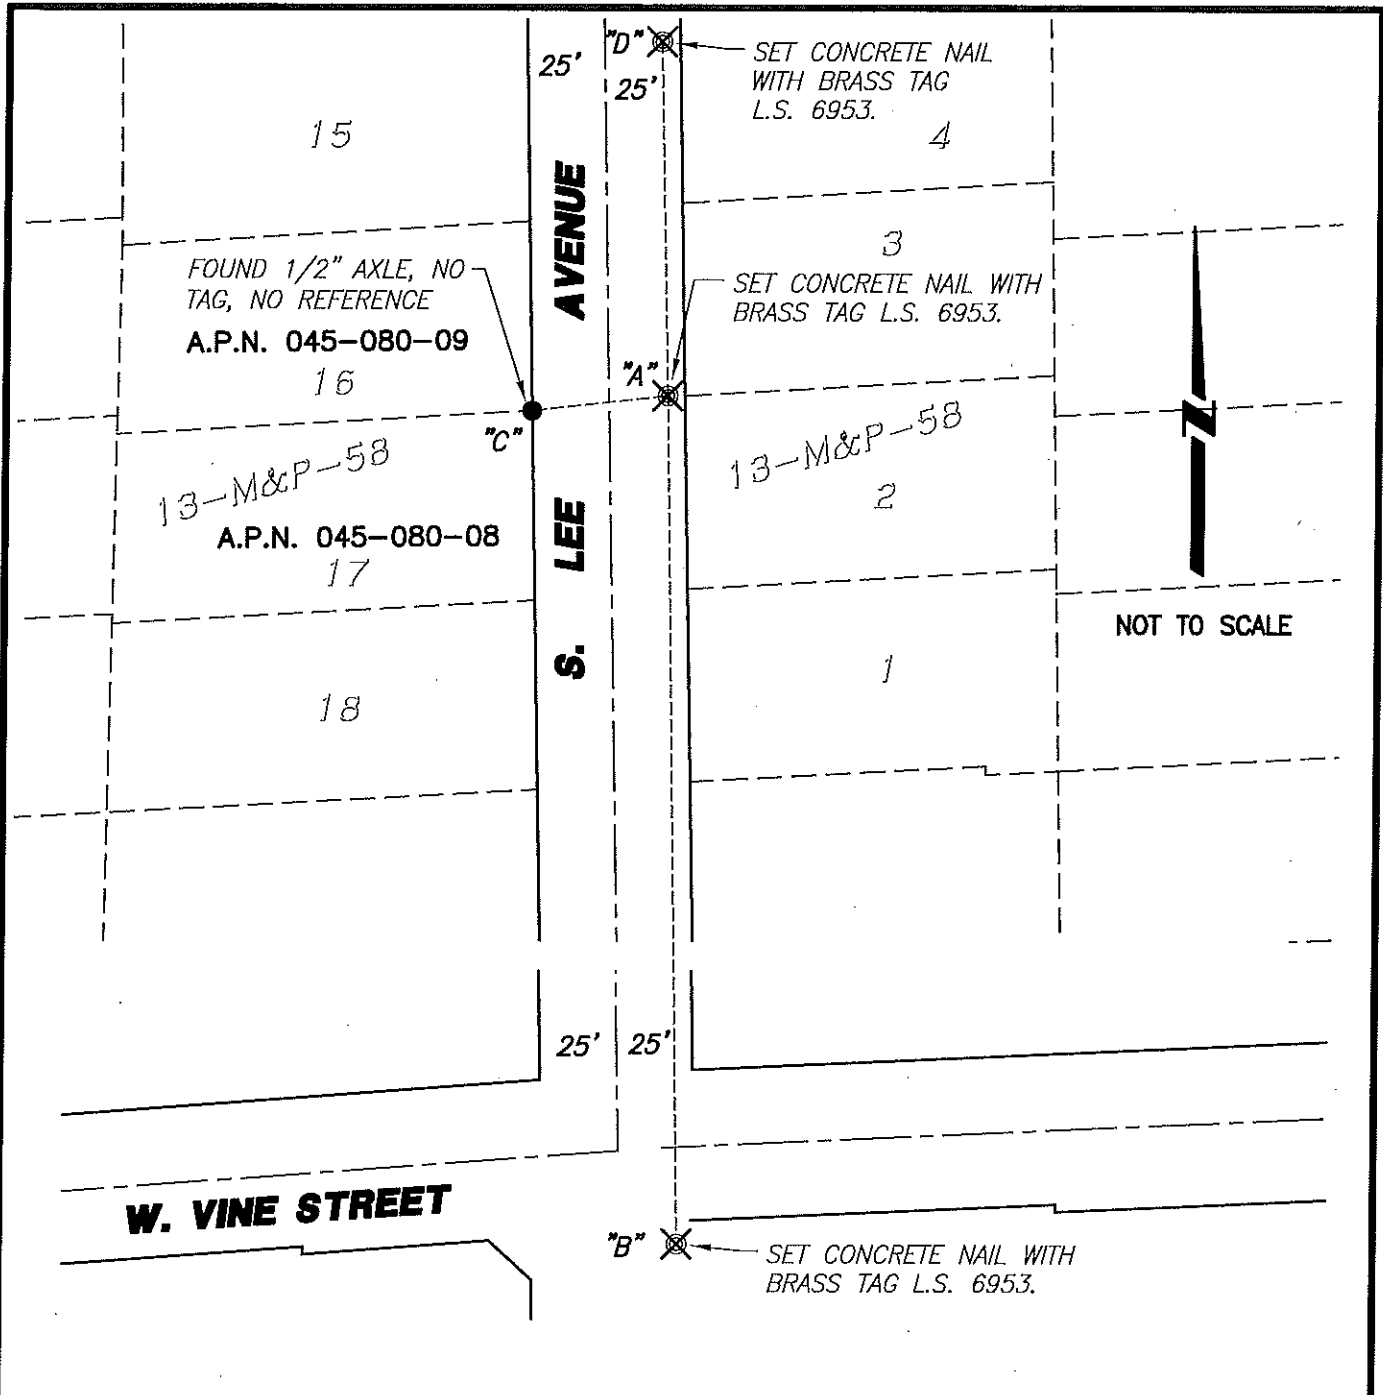 "D"
SET CONCRETE NAIL
WITH BRASS TAG
L.S. 6953.
25'
25'
15
4
3
FOUND 1/2" AXLE, NO
TAG, NO REFERENCE
SET CONCRETE NAIL WITH
BRASS TAG L.S. 6953.
A.P.N. 045-080-09
16
"A"
"C"
13-M&P-58
13-M&P-58
2
A.P.N. 045-080-08
17
S. LEE AVENUE
N
NOT TO SCALE
18
1
25'
25'
W. VINE STREET
"B"
SET CONCRETE NAIL WITH
BRASS TAG L.S. 6953.